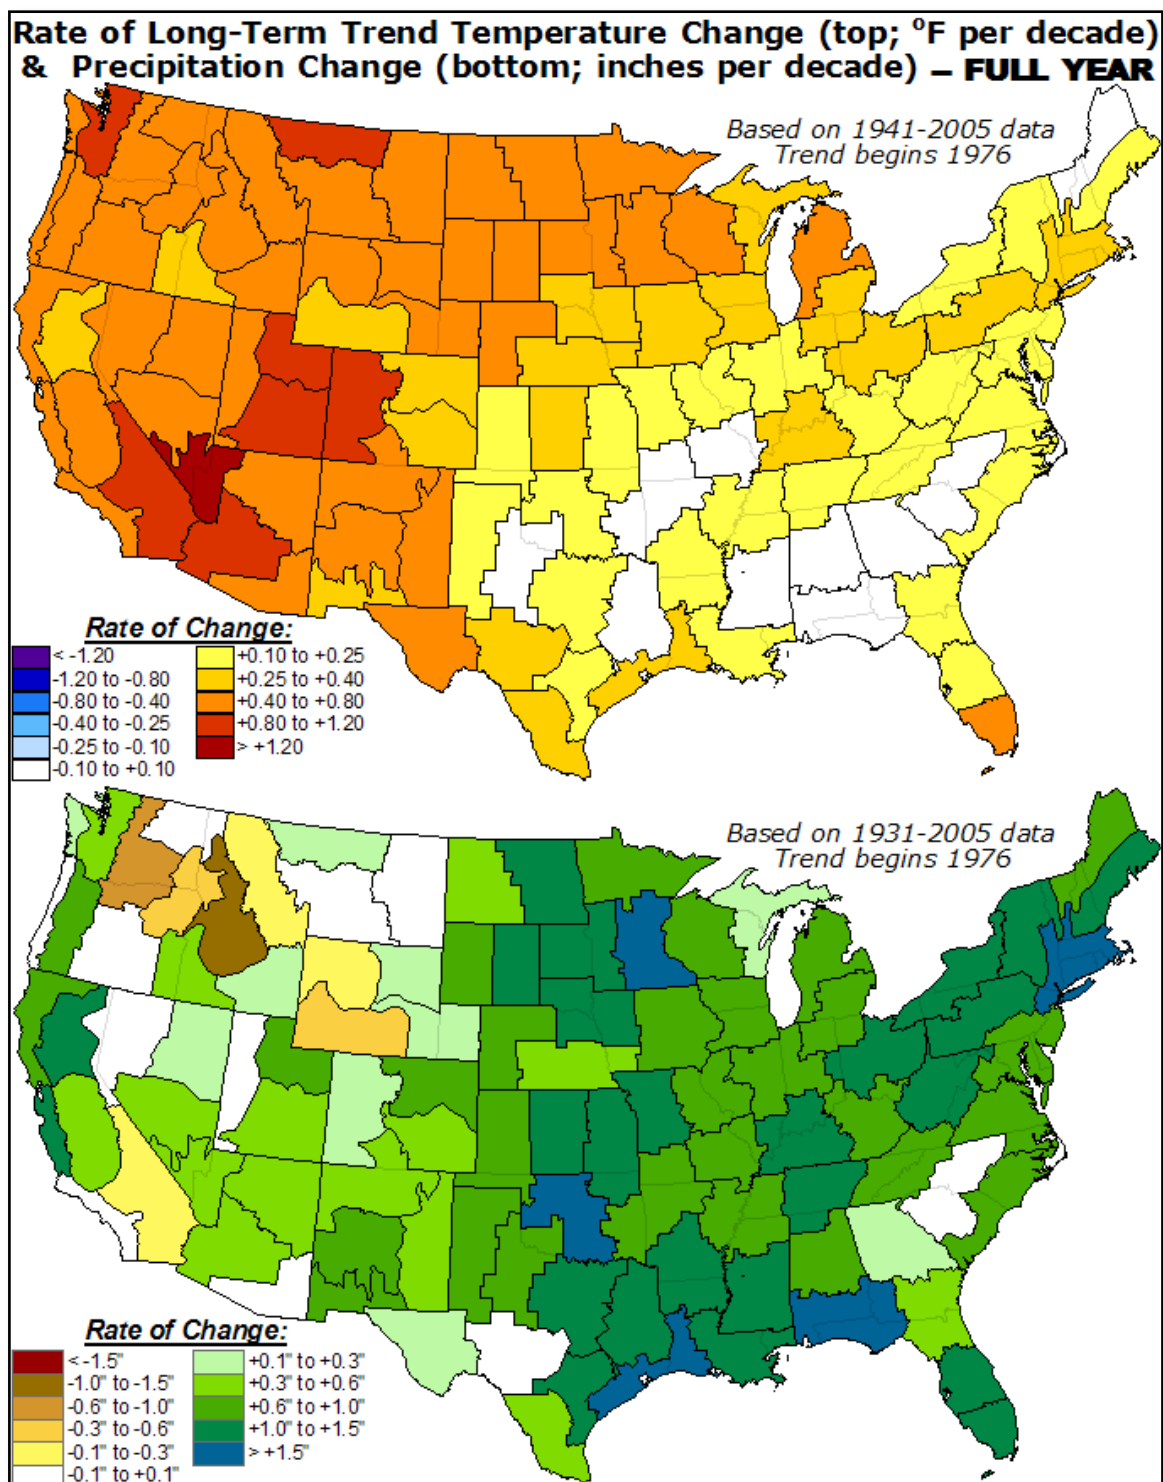 Rate of Long-Term Trend Temperature Change (top; °F per decade)
& Precipitation Change (bottom; inches per decade) – FULL YEAR
Based on 1941-2005 data
Trend begins 1976
Rate of Change:
< -1.20
-1.20 to -0.80
-0.80 to -0.40
-0.40 to -0.25
-0.25 to -0.10
-0.10 to +0.10
+0.10 to +0.25
+0.25 to +0.40
+0.40 to +0.80
+0.80 to +1.20
> +1.20
Based on 1931-2005 data
Trend begins 1976
Rate of Change:
< -1.5"
-1.0" to -1.5"
-0.6" to -1.0"
-0.3" to -0.6"
-0.1" to -0.3"
-0.1" to +0.1"
+0.1" to +0.3"
+0.3" to +0.6"
+0.6" to +1.0"
+1.0" to +1.5"
> +1.5"